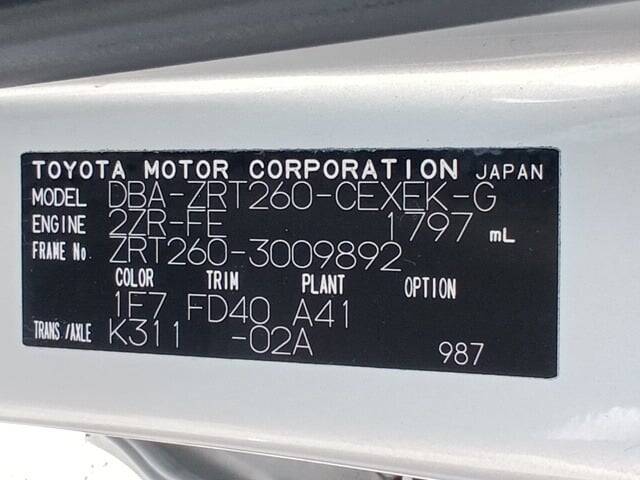 TOYOTA MOTOR CORPORATION JAPAN
MODEL DBA-ZRT260-CEXEK-G
ENGINE 2ZR-FE 1797 mL
FRAME No ZRT260-3009892
COLOR TRIM PLANT OPTION
1F7 FD40 A41
TRANS/AXLE K311 -02A 987